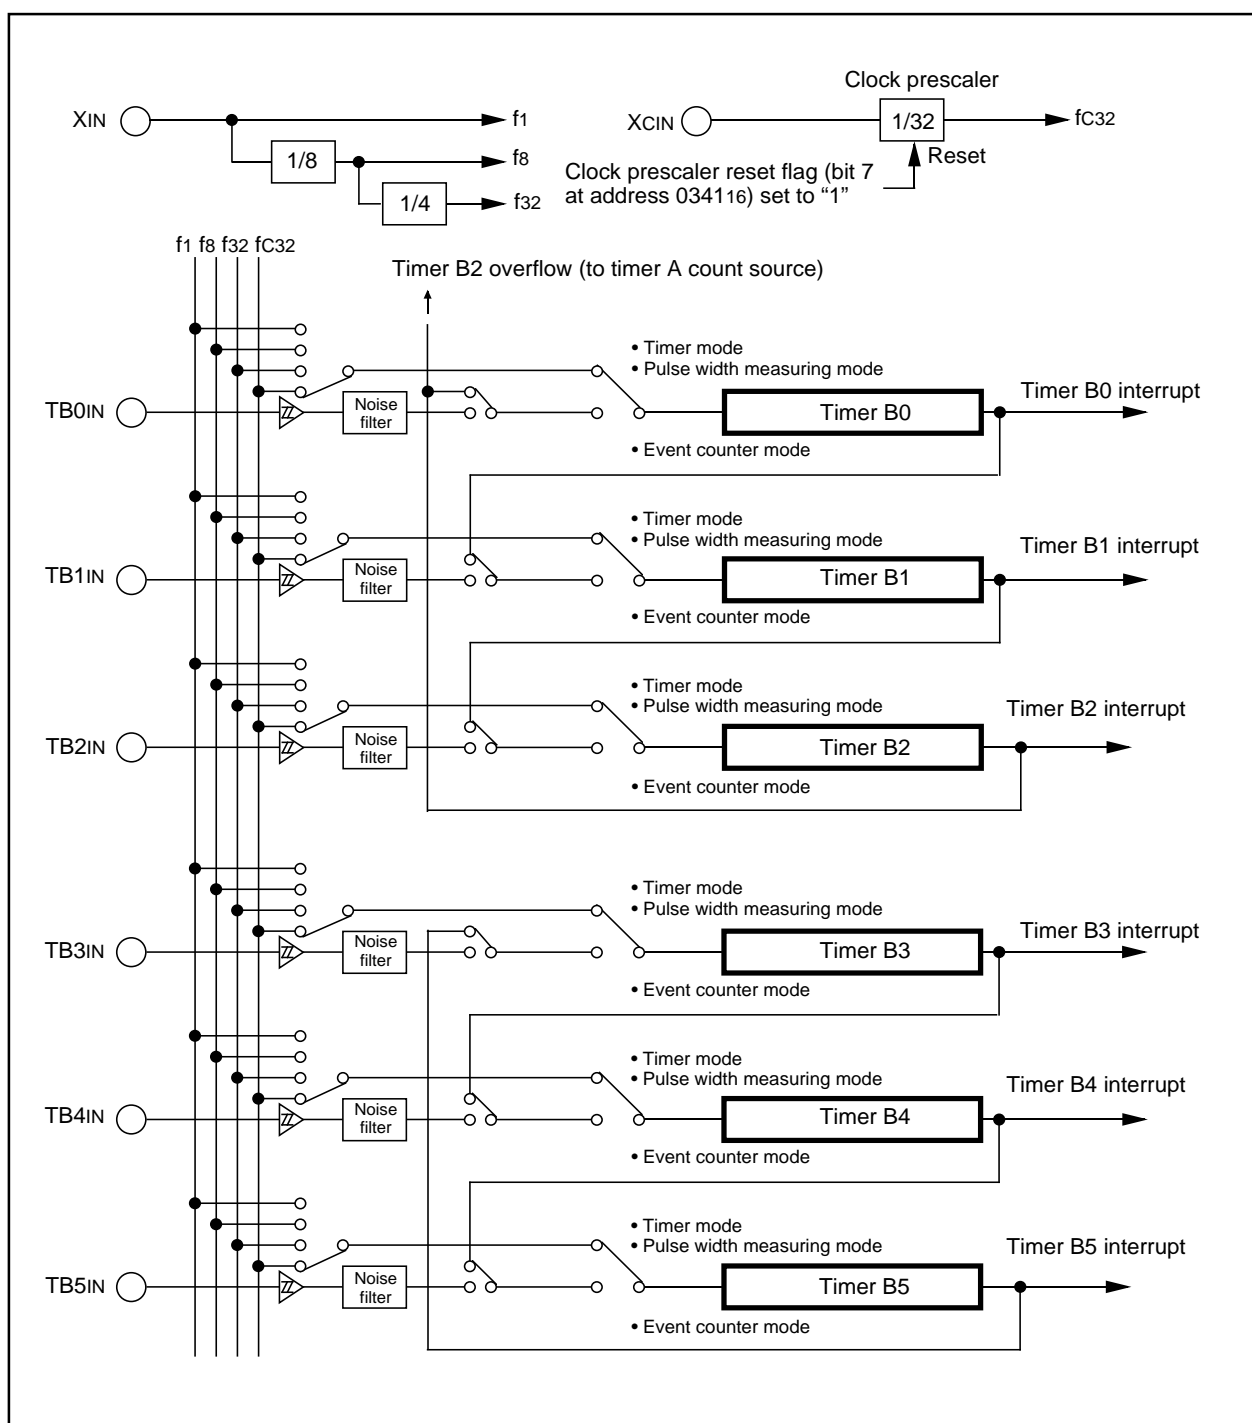 Clock prescaler
XIN
f1
XCIN
1/32
fC32
1/8
f8
Reset
Clock prescaler reset flag (bit 7
at address 034116) set to “1”
1/4
f32
f1 f8 f32 fC32
Timer B2 overflow (to timer A count source)
• Timer mode
• Pulse width measuring mode
TB0IN
Noise
filter
Timer B0
Timer B0 interrupt
• Event counter mode
• Timer mode
• Pulse width measuring mode
TB1IN
Noise
filter
Timer B1
Timer B1 interrupt
• Event counter mode
• Timer mode
• Pulse width measuring mode
TB2IN
Noise
filter
Timer B2
Timer B2 interrupt
• Event counter mode
• Timer mode
• Pulse width measuring mode
TB3IN
Noise
filter
Timer B3
Timer B3 interrupt
• Event counter mode
• Timer mode
• Pulse width measuring mode
TB4IN
Noise
filter
Timer B4
Timer B4 interrupt
• Event counter mode
• Timer mode
• Pulse width measuring mode
TB5IN
Noise
filter
Timer B5
Timer B5 interrupt
• Event counter mode